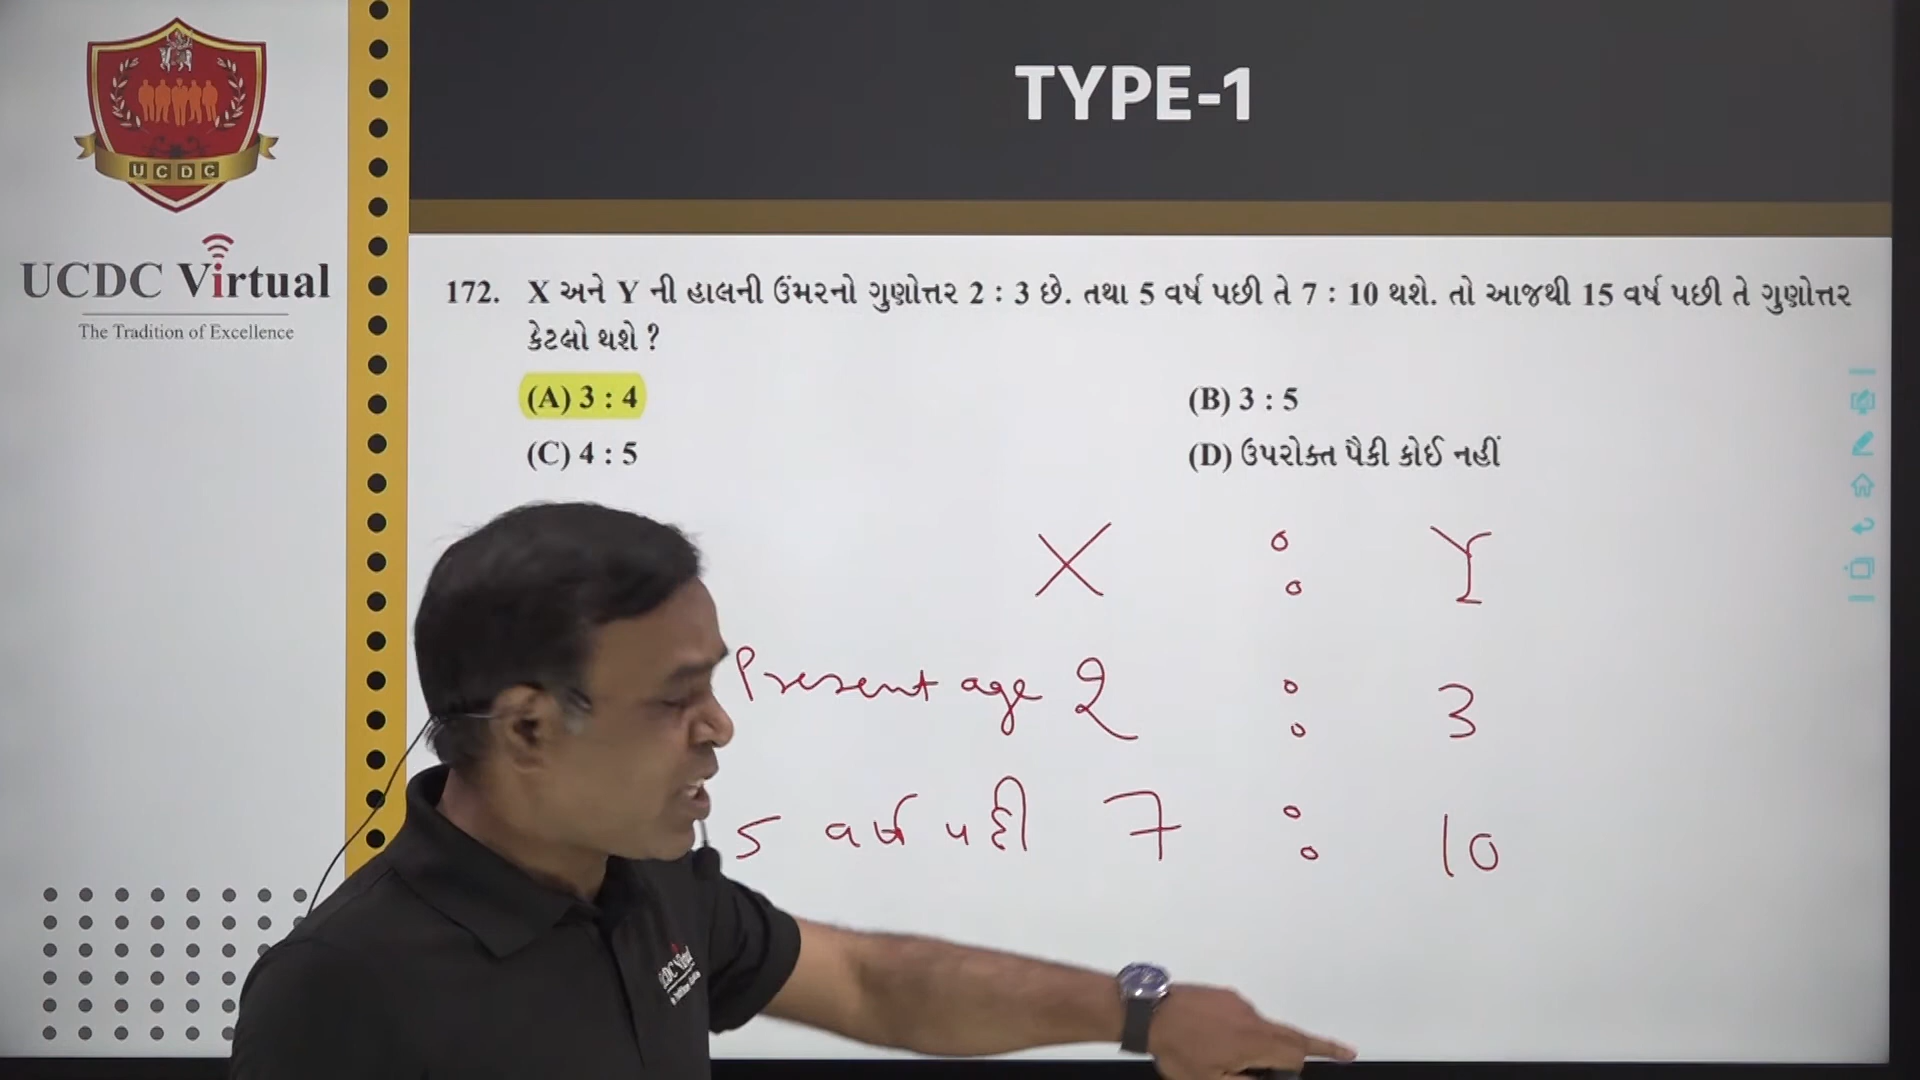 TYPE-1
UCDC
UCDC Virtual
The Tradition of Excellence
172. X અને Y ની હાલની ઉંમરનો ગુણોત્તર 2 : 3 છે. તથા 5 વર્ષ પછી તે 7 : 10 થશે. તો આજથી 15 વર્ષ પછી તે ગુણોત્તર
કેટલો થશે ?
(A) 3 : 4 (B) 3 : 5
(C) 4 : 5 (D) ઉપરોક્ત પૈકી કોઈ નહીં
X : Y
Present age 2 : 3
5 વર્ષ પછી 7 : 10
UCDC Virtual